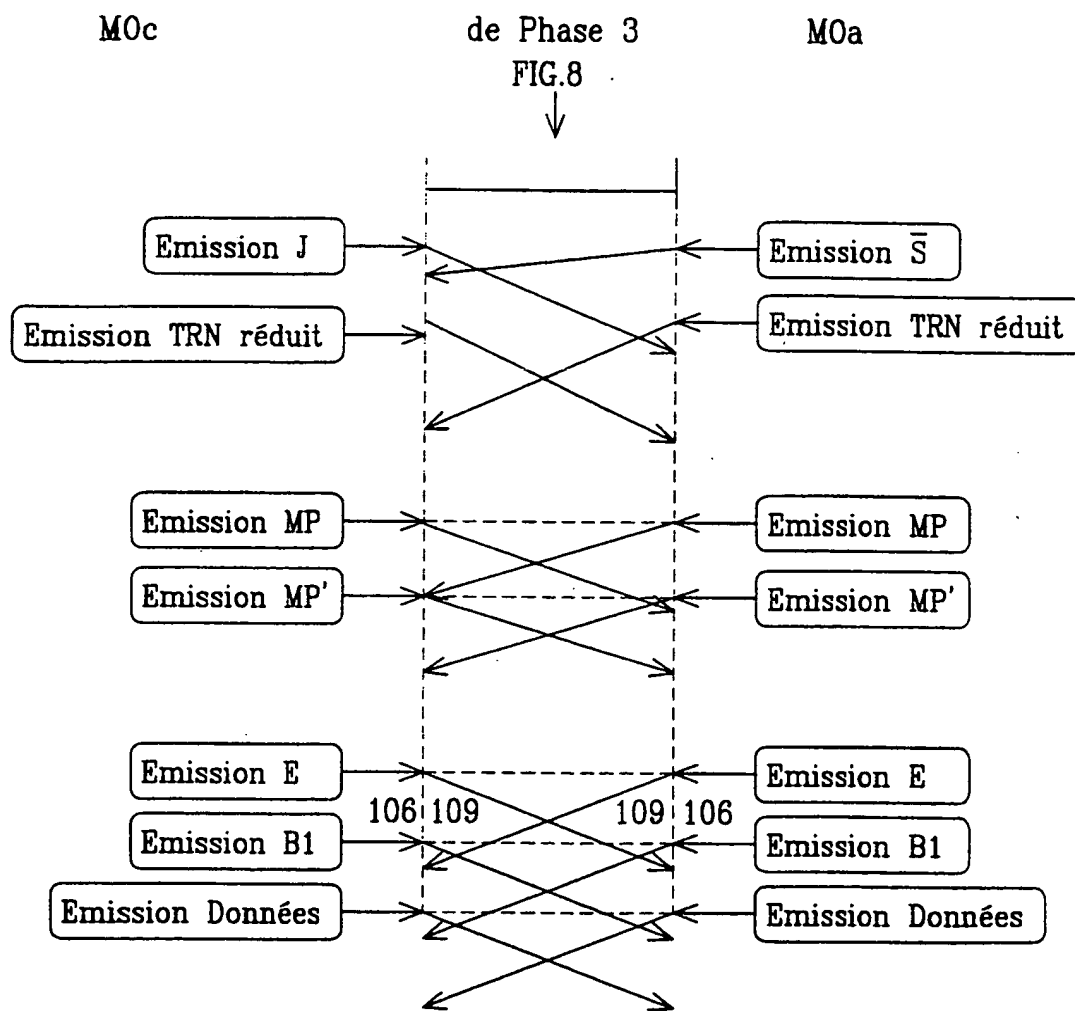 MOc de Phase 3 MOa
FIG.8
Emission J Emission S̅
Emission TRN réduit Emission TRN réduit
Emission MP Emission MP
Emission MP' Emission MP'
Emission E Emission E
106 109 109 106
Emission B1 Emission B1
Emission Données Emission Données